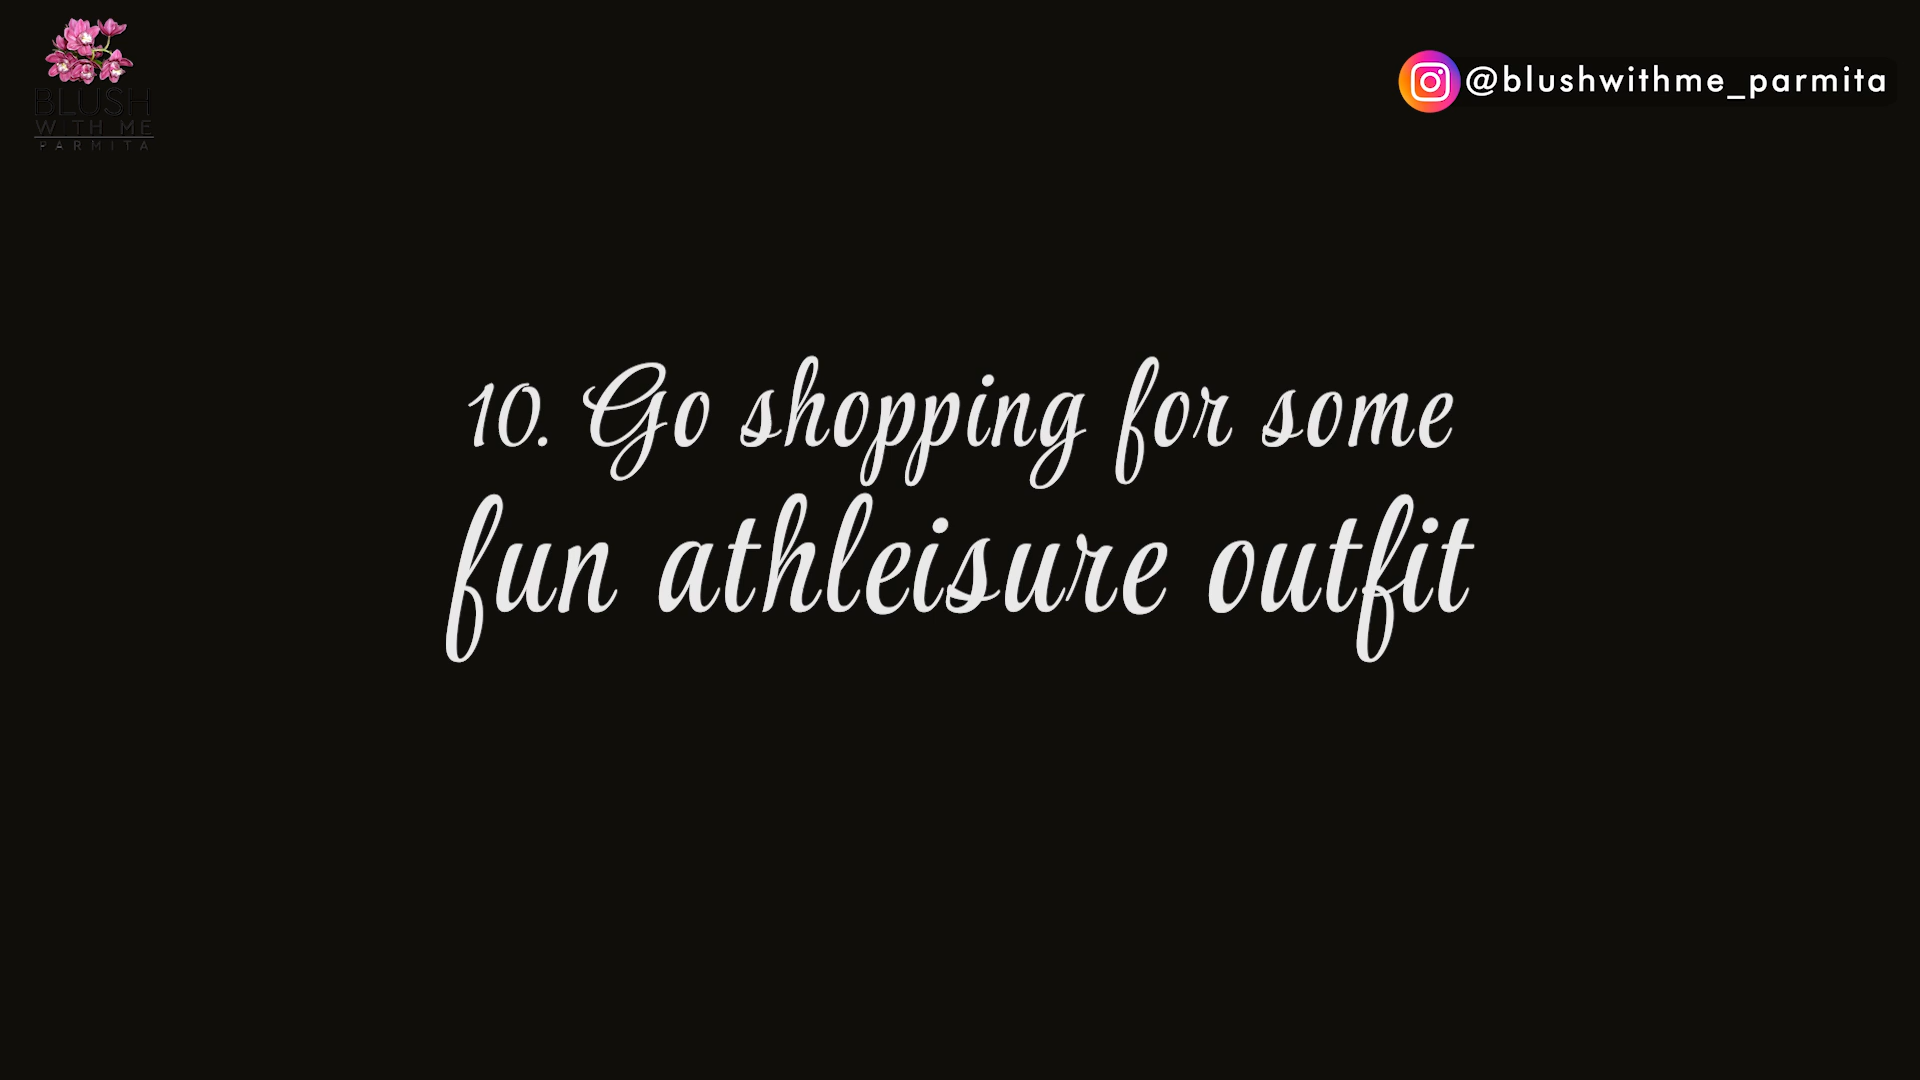 BLUSH
WITH ME
PARMITA
@blushwithme_parmita
10. Go shopping for some
fun athleisure outfit